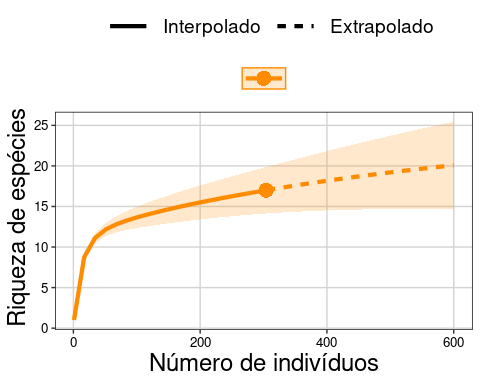 Interpolado Extrapolado
Riqueza de espécies
25
20
15
10
5
0
0 200 400 600
Número de indivíduos